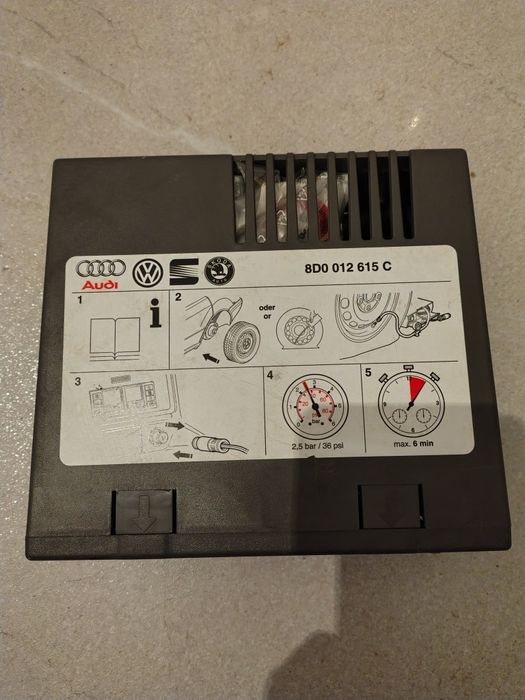 Audi
8D0 012 615 C
1
i
2
oder
or
3
4
bar
2,5 bar / 36 psi
5
max. 6 min